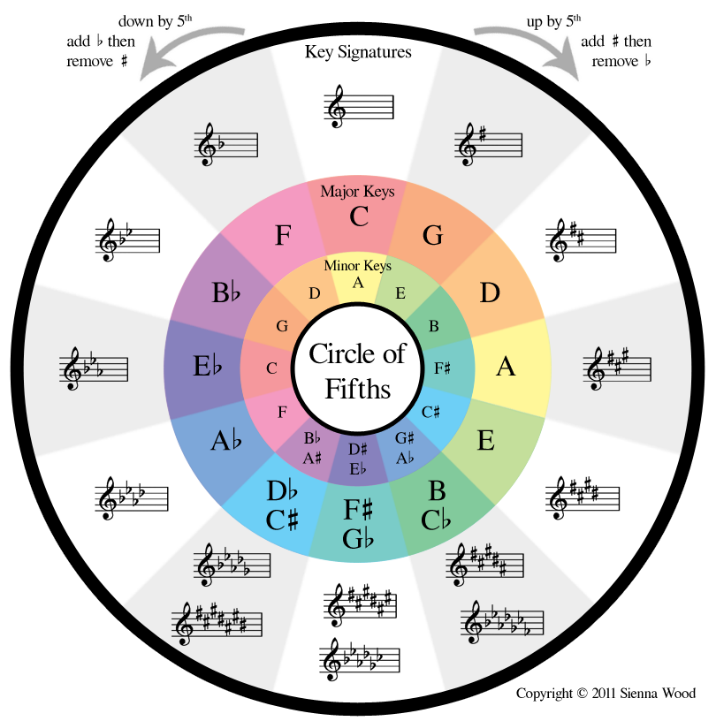 down by 5th
add ♭ then
remove ♯
up by 5th
add ♯ then
remove ♭
Key Signatures
Major Keys
C
G
D
A
E
B
C♭
F♯
G♭
D♭
C♯
A♭
E♭
B♭
F
Minor Keys
A
E
B
F♯
C♯
G♯
A♭
D♯
E♭
B♭
A♯
F
C
G
D
Circle of
Fifths
Copyright © 2011 Sienna Wood